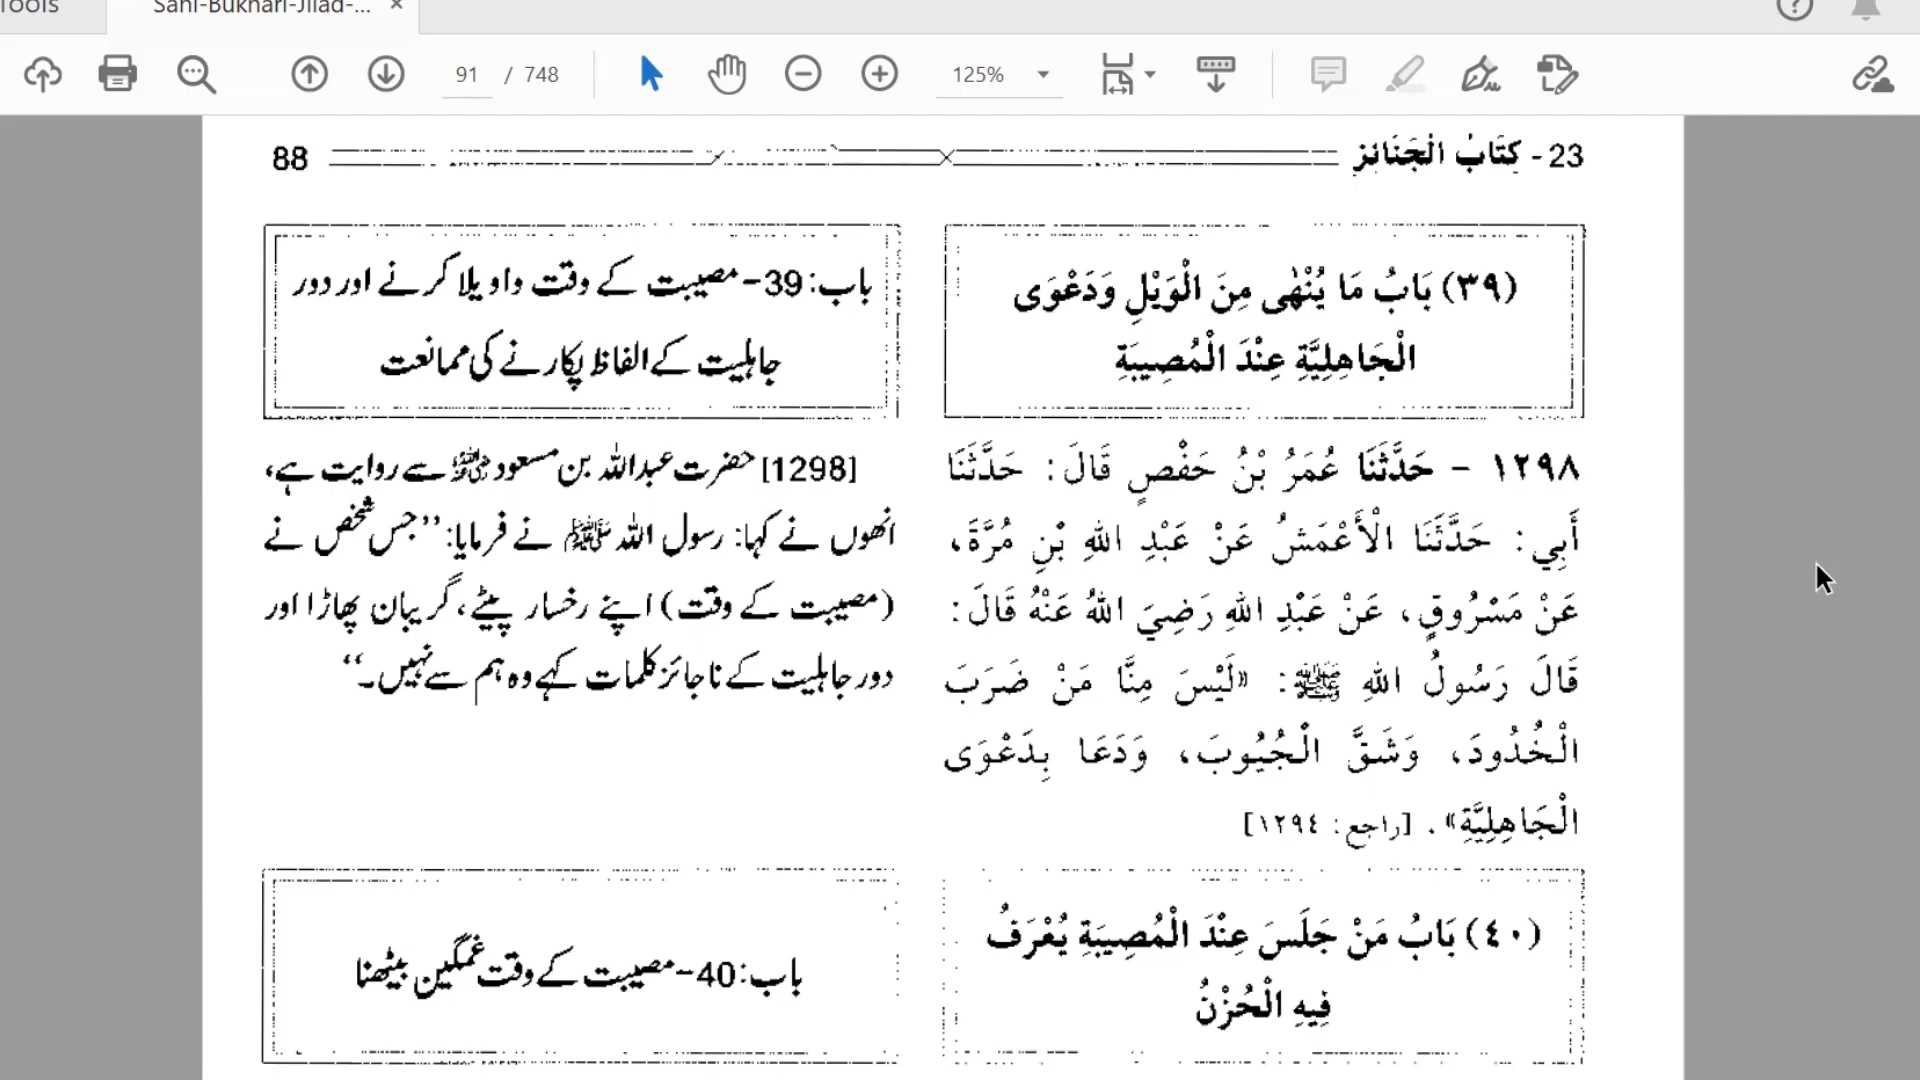 Tools
Sahi-Bukhari-Jilad-... ×
91 / 748
125%
23 - كِتَابُ الْجَنَائِز
88
(٣٩) بَابُ مَا يُنْهٰى مِنَ الْوَيْلِ وَدَعْوَى
الْجَاهِلِيَّةِ عِنْدَ الْمُصِيبَةِ
باب: 39- مصیبت کے وقت واویلا کرنے اور دور
جاہلیت کے الفاظ پکارنے کی ممانعت
١٢٩٨ - حَدَّثَنَا عُمَرُ بْنُ حَفْصٍ قَالَ: حَدَّثَنَا
أَبِي: حَدَّثَنَا الْأَعْمَشُ عَنْ عَبْدِ اللهِ بْنِ مُرَّةَ،
عَنْ مَسْرُوقٍ، عَنْ عَبْدِ اللهِ رَضِيَ اللهُ عَنْهُ قَالَ:
قَالَ رَسُولُ اللهِ ﷺ: «لَيْسَ مِنَّا مَنْ ضَرَبَ
الْخُدُودَ، وَشَقَّ الْجُيُوبَ، وَدَعَا بِدَعْوَى
الْجَاهِلِيَّةِ». [راجع: ١٢٩٤]
[1298] حضرت عبداللہ بن مسعود رضی اللہ عنہ سے روایت ہے،
انھوں نے کہا: رسول اللہ ﷺ نے فرمایا: ’’جس شخص نے
(مصیبت کے وقت) اپنے رخسار پیٹے، گریبان پھاڑا اور
دور جاہلیت کے ناجائز کلمات کہے وہ ہم سے نہیں۔‘‘
(٤٠) بَابُ مَنْ جَلَسَ عِنْدَ الْمُصِيبَةِ يُعْرَفُ
فِيهِ الْحُزْنُ
باب: 40- مصیبت کے وقت غمگین بیٹھنا